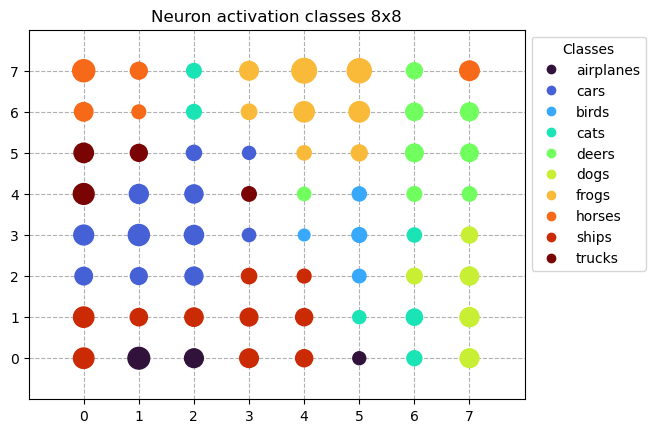 Neuron activation classes 8x8
7
6
5
4
3
2
1
0
0 1 2 3 4 5 6 7
Classes
airplanes
cars
birds
cats
deers
dogs
frogs
horses
ships
trucks